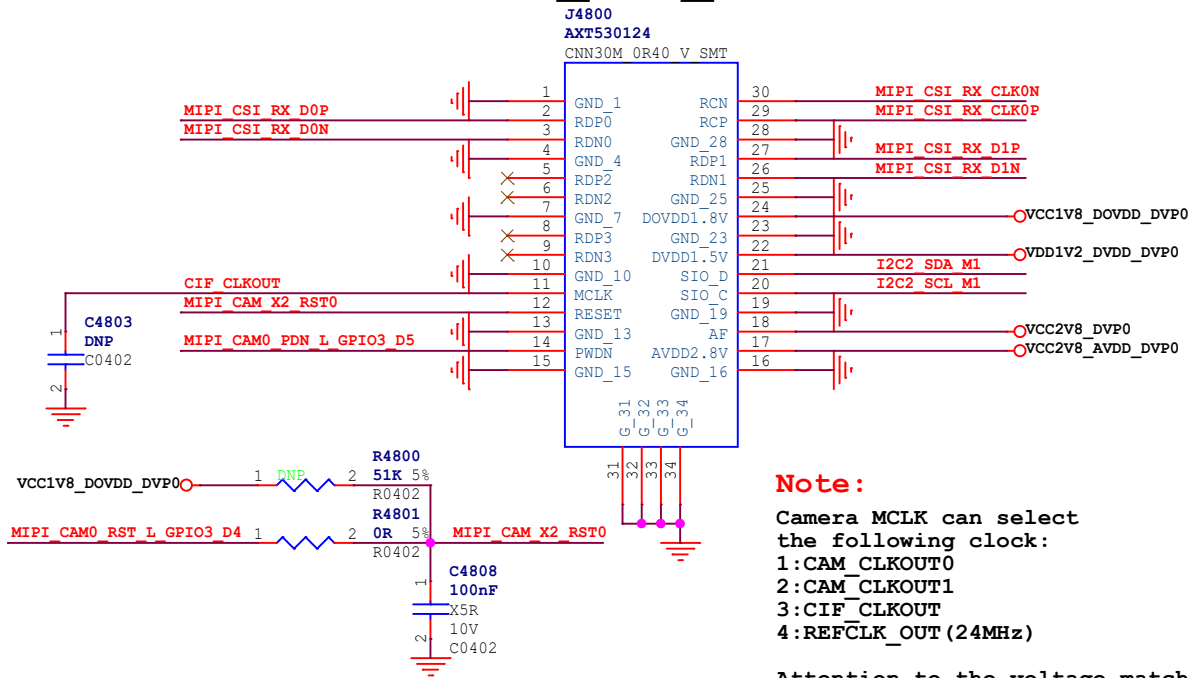 J4800
AXT530124
CNN30M_0R40_V_SMT
1 GND_1 RCN 30 MIPI_CSI_RX_CLK0N
MIPI_CSI_RX_D0P 2 RDP0 RCP 29 MIPI_CSI_RX_CLK0P
MIPI_CSI_RX_D0N 3 RDN0 GND_28 28
4 GND_4 RDP1 27 MIPI_CSI_RX_D1P
5 RDP2 RDN1 26 MIPI_CSI_RX_D1N
6 RDN2 GND_25 25
7 GND_7 DOVDD1.8V 24 VCC1V8_DOVDD_DVP0
8 RDP3 GND_23 23
9 RDN3 DVDD1.5V 22 VDD1V2_DVDD_DVP0
10 GND_10 SIO_D 21 I2C2_SDA_M1
CIF_CLKOUT 11 MCLK SIO_C 20 I2C2_SCL_M1
MIPI_CAM_X2_RST0 12 RESET GND_19 19
13 GND_13 AF 18 VCC2V8_DVP0
MIPI_CAM0_PDN_L_GPIO3_D5 14 PWDN AVDD2.8V 17 VCC2V8_AVDD_DVP0
15 GND_15 GND_16 16
1 C4803
DNP
C0402
2
G_31 G_32 G_33 G_34
31 32 33 34
R4800
VCC1V8_DOVDD_DVP0 1 DNP 2 51K 5%
R0402
R4801
MIPI_CAM0_RST_L_GPIO3_D4 1 2 0R 5% MIPI_CAM_X2_RST0
R0402
1 C4808
100nF
X5R
10V
2 C0402
Note:
Camera MCLK can select
the following clock:
1:CAM_CLKOUT0
2:CAM_CLKOUT1
3:CIF_CLKOUT
4:REFCLK_OUT(24MHz)
Attention to the voltage match